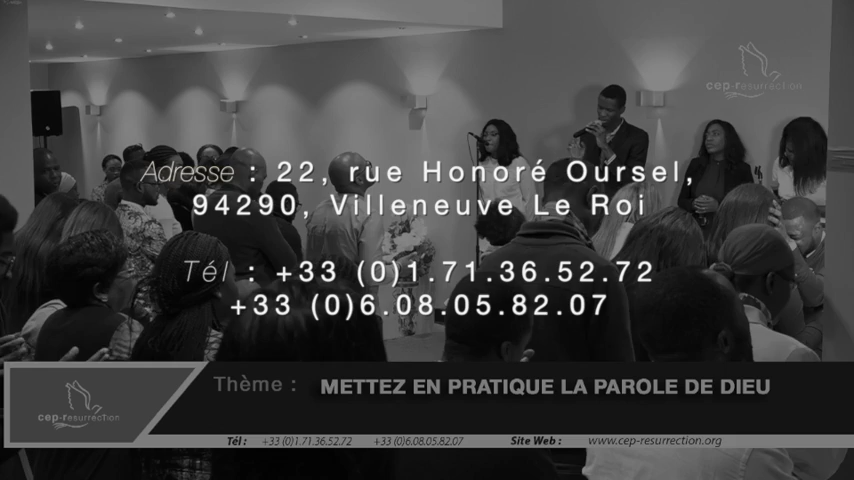 cep-resurrection
Adresse : 22, rue Honoré Oursel,
94290, Villeneuve Le Roi
Tél : +33 (0)1.71.36.52.72
+33 (0)6.08.05.82.07
Thème : METTEZ EN PRATIQUE LA PAROLE DE DIEU
cep-resurrection
Tél : +33 (0)1.71.36.52.72 +33 (0)6.08.05.82.07 Site Web : www.cep-resurrection.org